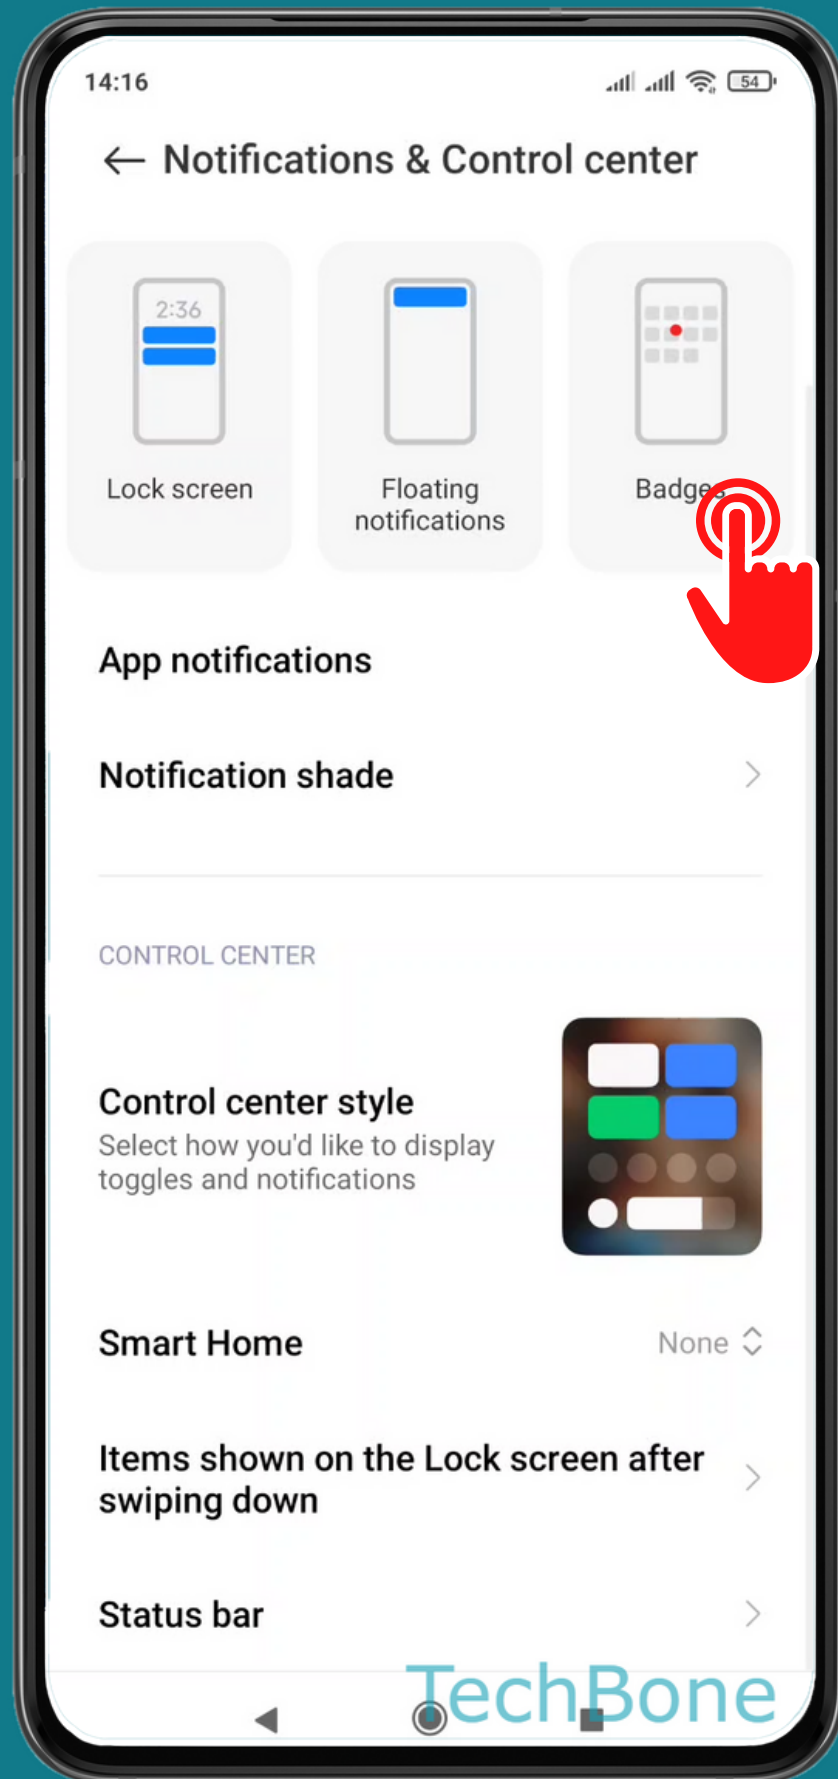 14:16
54
Notifications & Control center
2:36
Lock screen
Floating
notifications
Badges
App notifications
Notification shade
CONTROL CENTER
Control center style
Select how you'd like to display
toggles and notifications
Smart Home
None
Items shown on the Lock screen after
swiping down
Status bar
TechBone